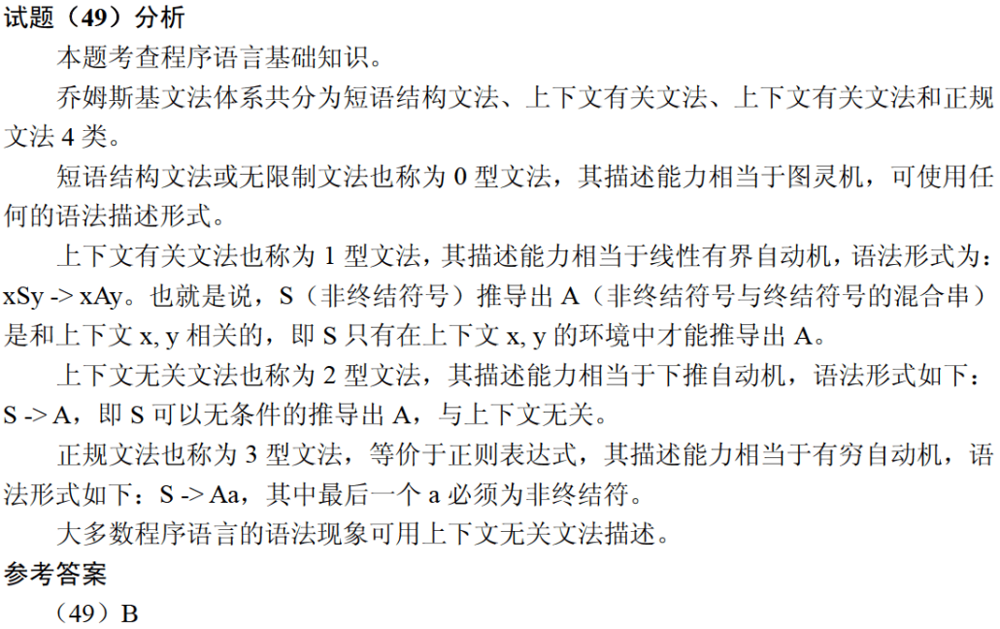 试题（49）分析
本题考查程序语言基础知识。
乔姆斯基文法体系共分为短语结构文法、上下文有关文法、上下文有关文法和正规
文法 4 类。
短语结构文法或无限制文法也称为 0 型文法，其描述能力相当于图灵机，可使用任
何的语法描述形式。
上下文有关文法也称为 1 型文法，其描述能力相当于线性有界自动机，语法形式为：
xSy -> xAy。也就是说，S（非终结符号）推导出 A（非终结符号与终结符号的混合串）
是和上下文 x, y 相关的，即 S 只有在上下文 x, y 的环境中才能推导出 A。
上下文无关文法也称为 2 型文法，其描述能力相当于下推自动机，语法形式如下：
S -> A，即 S 可以无条件的推导出 A，与上下文无关。
正规文法也称为 3 型文法，等价于正则表达式，其描述能力相当于有穷自动机，语
法形式如下：S -> Aa，其中最后一个 a 必须为非终结符。
大多数程序语言的语法现象可用上下文无关文法描述。
参考答案
（49）B